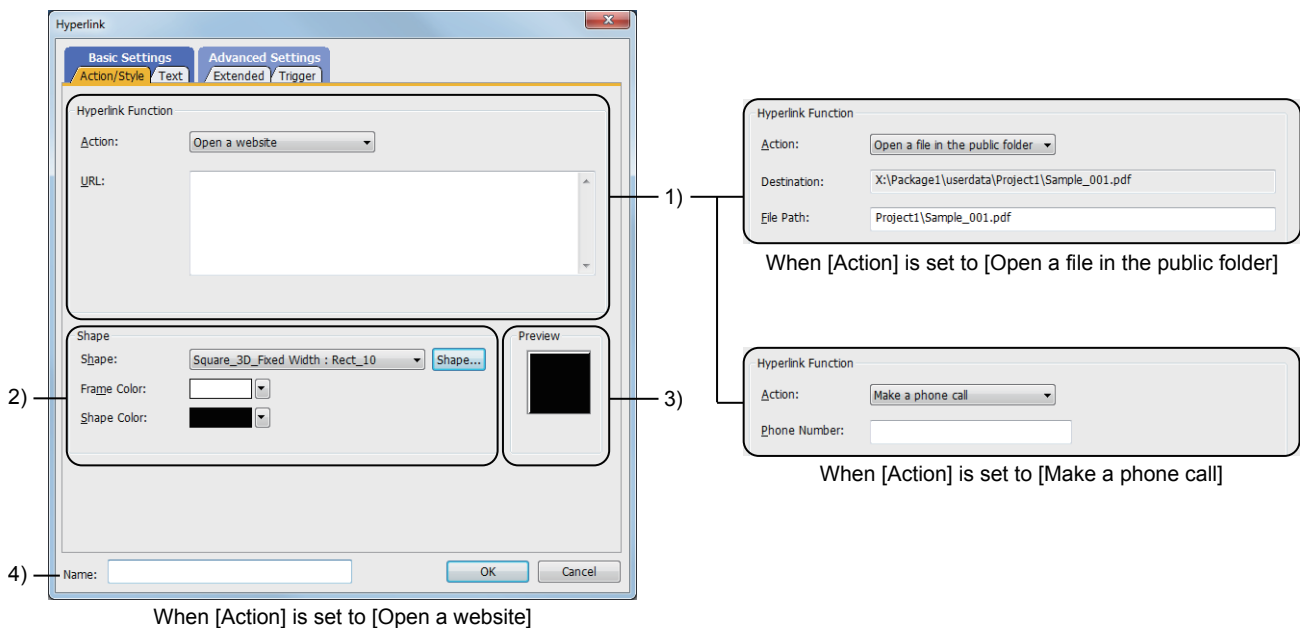 Hyperlink
Basic Settings
Advanced Settings
Action/Style Text Extended Trigger
Hyperlink Function
Action: Open a website
URL:
Shape
Shape: Square_3D_Fixed Width : Rect_10 Shape...
Frame Color:
Shape Color:
Preview
Name: OK Cancel
When [Action] is set to [Open a website]
1)
2)
3)
4)
Hyperlink Function
Action: Open a file in the public folder
Destination: X:\Package1\userdata\Project1\Sample_001.pdf
File Path: Project1\Sample_001.pdf
When [Action] is set to [Open a file in the public folder]
Hyperlink Function
Action: Make a phone call
Phone Number:
When [Action] is set to [Make a phone call]